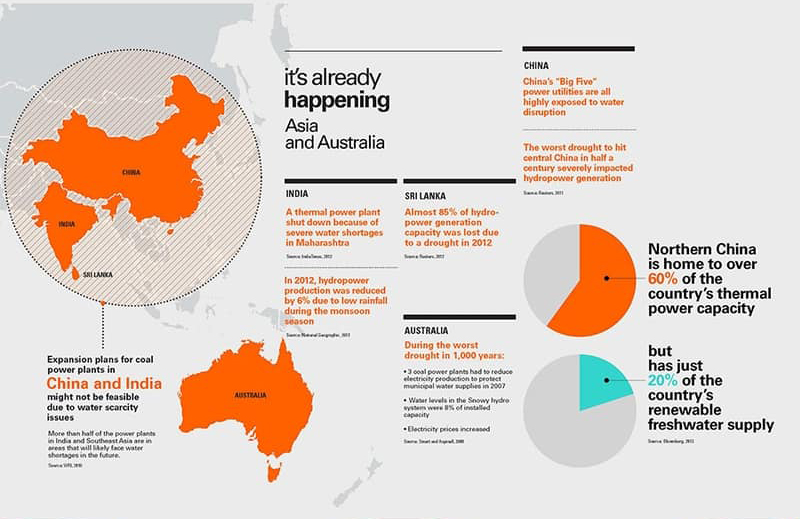 it's already
happening
Asia
and Australia
CHINA
INDIA
SRI LANKA
AUSTRALIA
Expansion plans for coal
power plants in
China and India
might not be feasible
due to water scarcity
issues
More than half of the power plants
in India and Southeast Asia are in
areas that will likely face water
shortages in the future.
Source: WRI, 2010
INDIA
A thermal power plant
shut down because of
severe water shortages
in Maharashtra
Source: IndiaTimes, 2013
In 2012, hydropower
production was reduced
by 6% due to low rainfall
during the monsoon
season
Source: National Geographic, 2012
SRI LANKA
Almost 85% of hydro-
power generation
capacity was lost due
to a drought in 2012
Source: Reuters, 2012
AUSTRALIA
During the worst
drought in 1,000 years:
• 3 coal power plants had to reduce
electricity production to protect
municipal water supplies in 2007
• Water levels in the Snowy hydro
system were 8% of installed
capacity
• Electricity prices increased
Source: Smart and Aspinall, 2009
CHINA
China's "Big Five"
power utilities are all
highly exposed to water
disruption
The worst drought to hit
central China in half a
century severely impacted
hydropower generation
Source: Reuters, 2011
Northern China
is home to over
60% of the
country's thermal
power capacity
but
has just
20% of the
country's
renewable
freshwater supply
Source: Bloomberg, 2013